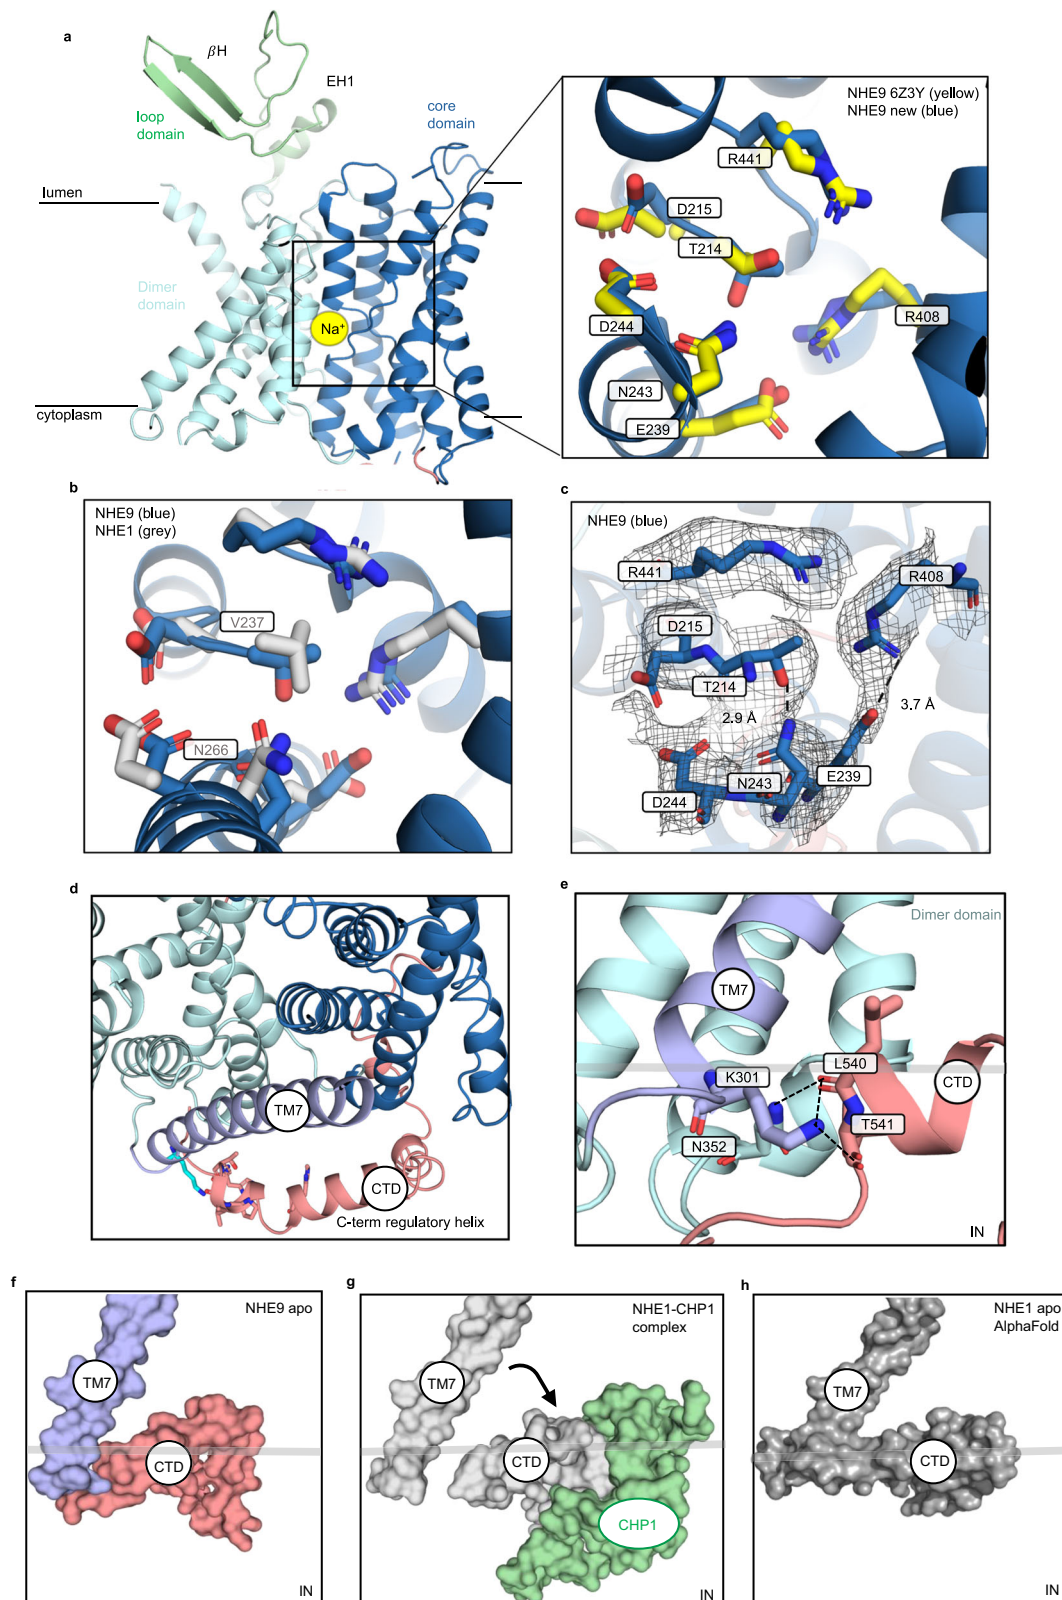 a
βH
EH1
loop
domain
core
domain
lumen
Dimer
domain
Na⁺
cytoplasm
NHE9 6Z3Y (yellow)
NHE9 new (blue)
R441
D215
T214
D244
R408
N243
E239
b
NHE9 (blue)
NHE1 (grey)
V237
N266
c
NHE9 (blue)
R441
R408
D215
T214
2.9 Å
3.7 Å
N243
E239
D244
d
TM7
CTD
C-term regulatory helix
e
Dimer domain
TM7
K301
L540
CTD
N352
T541
IN
f
NHE9 apo
TM7
CTD
IN
g
NHE1-CHP1
complex
TM7
CTD
CHP1
IN
h
NHE1 apo
AlphaFold
TM7
CTD
IN